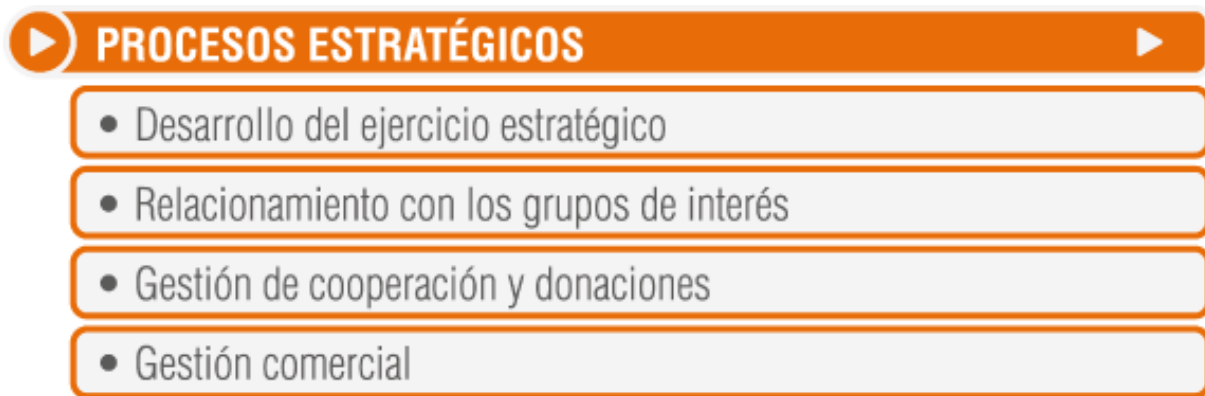 PROCESOS ESTRATÉGICOS
• Desarrollo del ejercicio estratégico
• Relacionamiento con los grupos de interés
• Gestión de cooperación y donaciones
• Gestión comercial